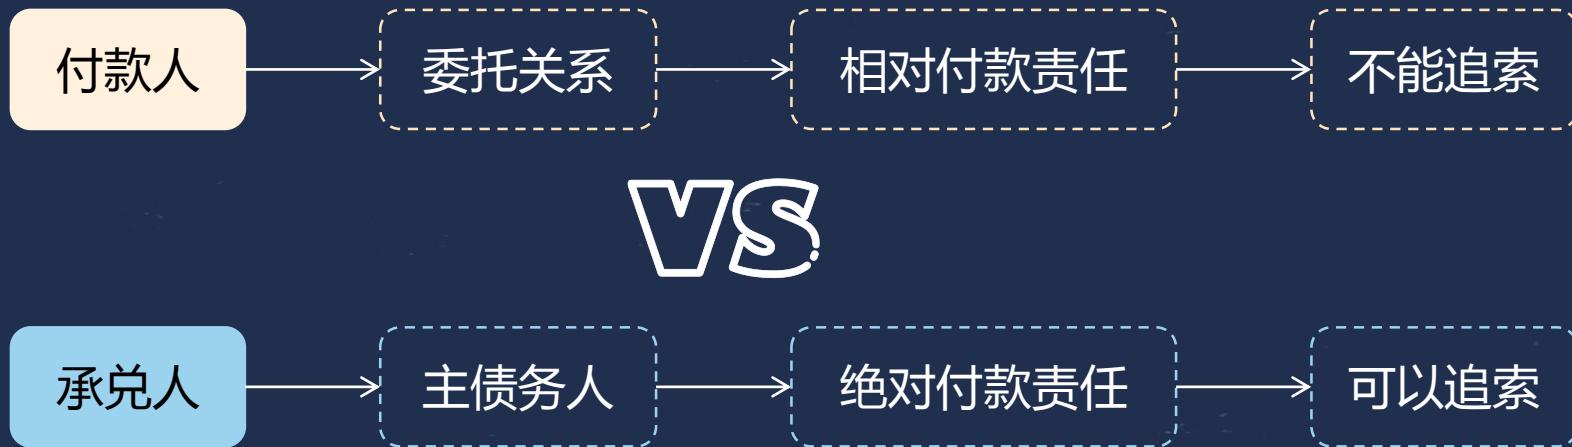 付款人
委托关系
相对付款责任
不能追索
VS
承兑人
主债务人
绝对付款责任
可以追索